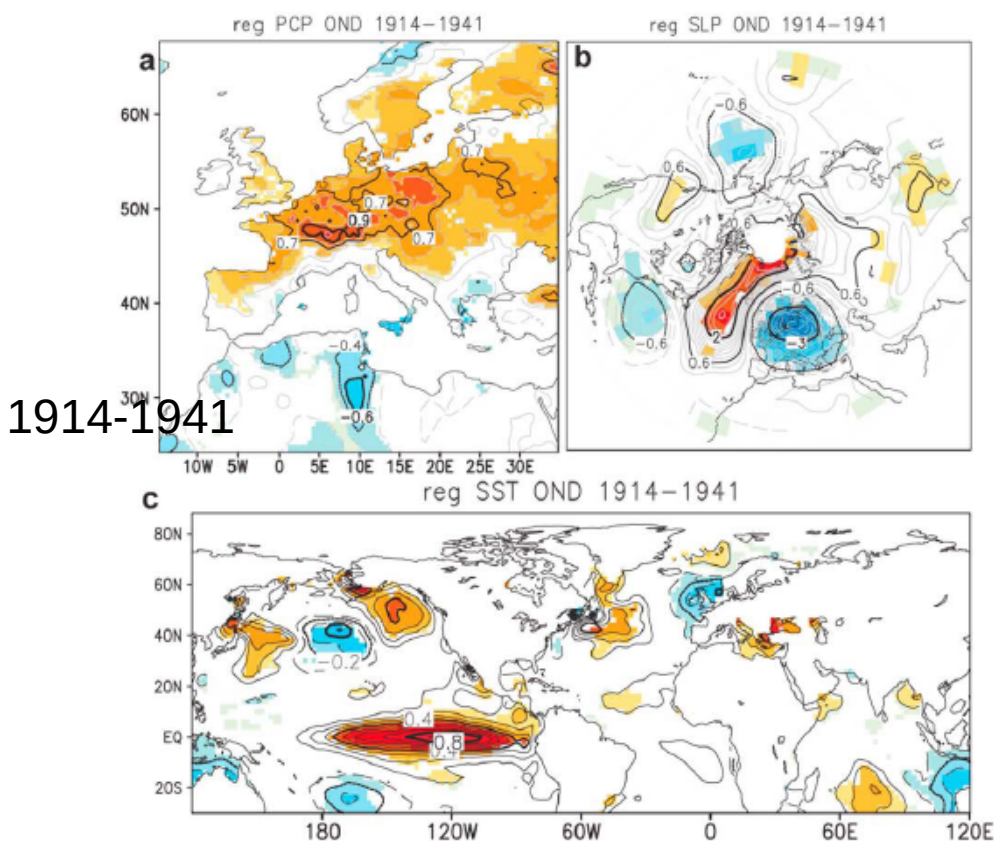 reg PCP OND 1914-1941
reg SLP OND 1914-1941
a
b
60N
50N
40N
30N
0.7
0.7
0.9
0.7
0.7
-0.4
-0.6
-0.6
0.6
0.6
-0.6
0.6
-0.6
-3
2
0.6
10W 5W 0 5E 10E 15E 20E 25E 30E
1914-1941
c
reg SST OND 1914-1941
80N
60N
40N
20N
EQ
20S
-0.2
0.4
0.8
180 120W 60W 0 60E 120E